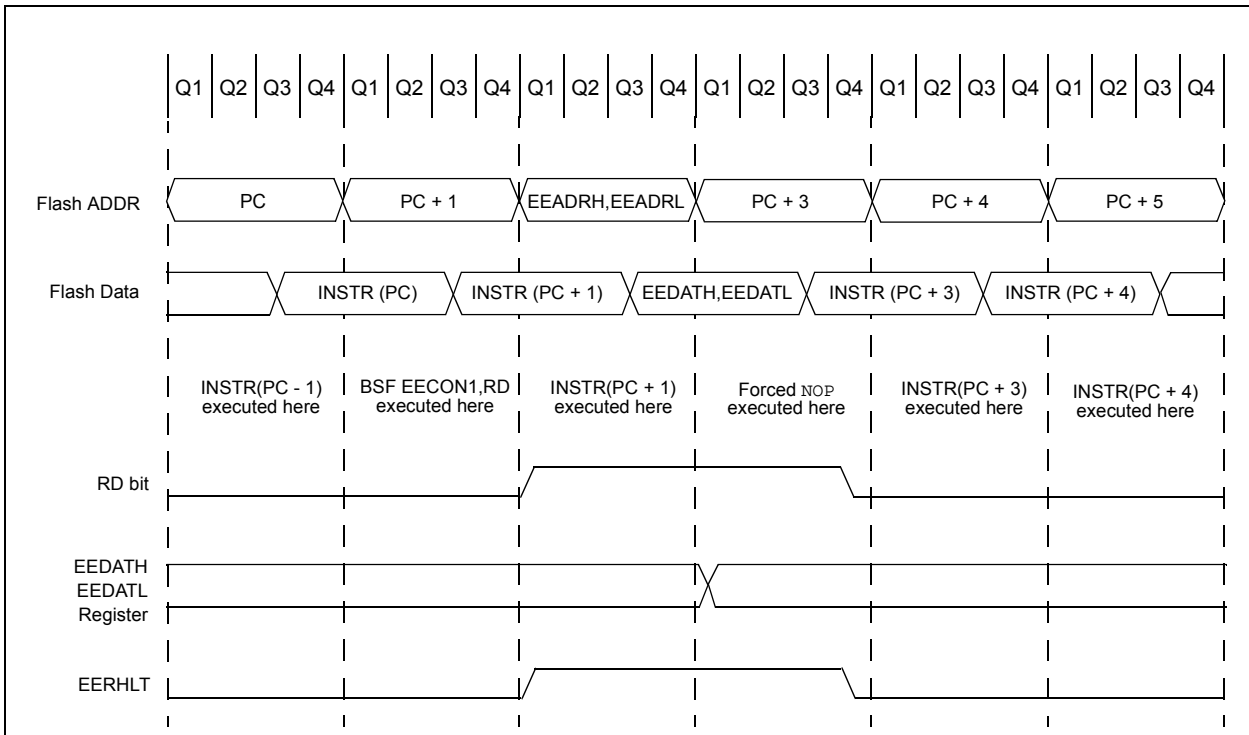 Q1 Q2 Q3 Q4 Q1 Q2 Q3 Q4 Q1 Q2 Q3 Q4 Q1 Q2 Q3 Q4 Q1 Q2 Q3 Q4 Q1 Q2 Q3 Q4
Flash ADDR PC PC + 1 EEADRH,EEADRL PC + 3 PC + 4 PC + 5
Flash Data INSTR (PC) INSTR (PC + 1) EEDATH,EEDATL INSTR (PC + 3) INSTR (PC + 4)
INSTR(PC - 1) BSF EECON1,RD INSTR(PC + 1) Forced NOP INSTR(PC + 3) INSTR(PC + 4)
executed here executed here executed here executed here executed here executed here
RD bit
EEDATH
EEDATL
Register
EERHLT